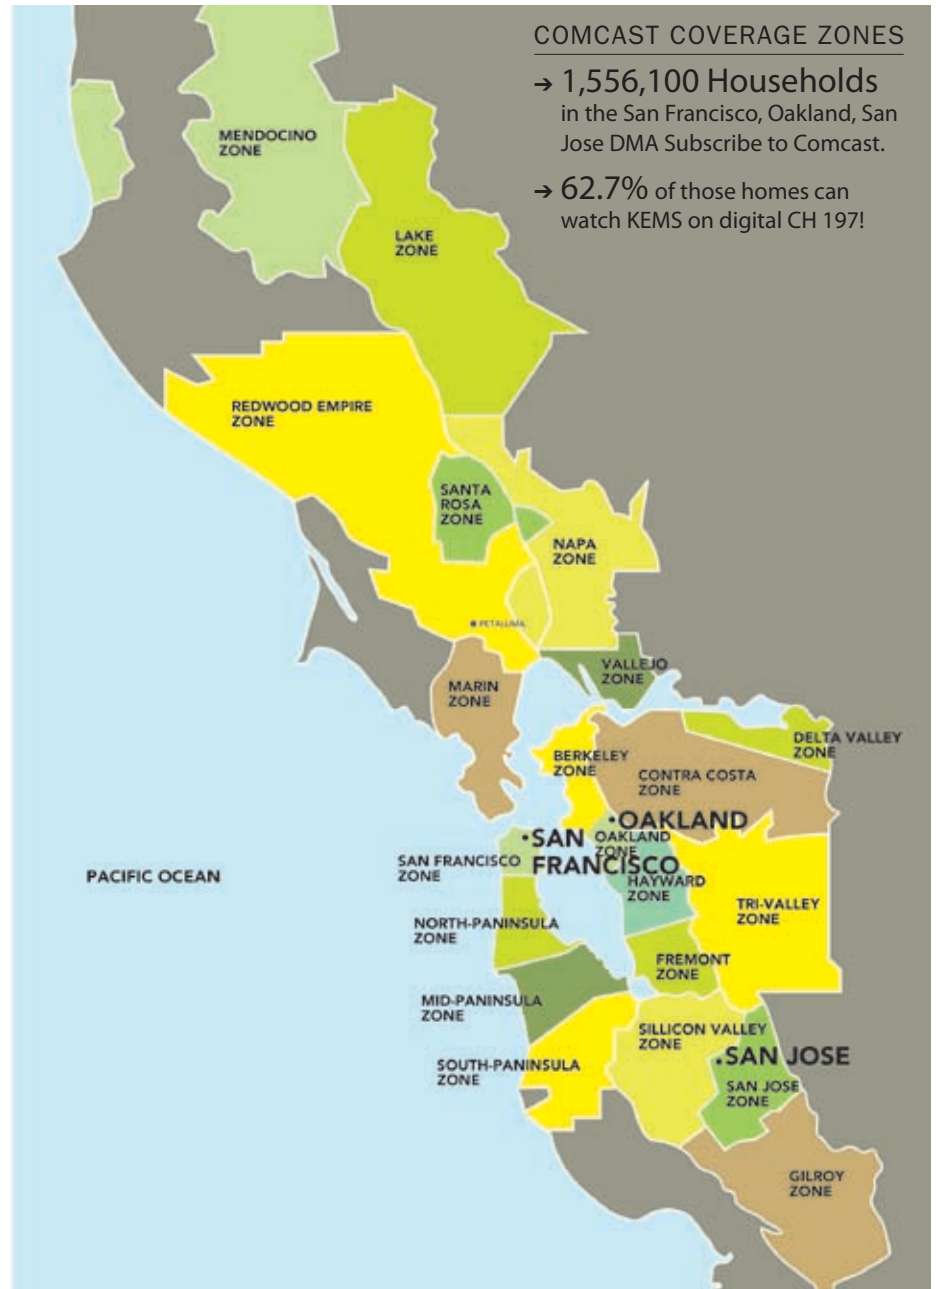 COMCAST COVERAGE ZONES
→ 1,556,100 Households
in the San Francisco, Oakland, San
Jose DMA Subscribe to Comcast.
→ 62.7% of those homes can
watch KEMS on digital CH 197!
MENDOCINO
ZONE
LAKE
ZONE
REDWOOD EMPIRE
ZONE
SANTA
ROSA
ZONE
NAPA
ZONE
PETALUMA
VALLEJO
ZONE
MARIN
ZONE
DELTA VALLEY
ZONE
BERKELEY
ZONE
CONTRA COSTA
ZONE
•OAKLAND
OAKLAND
ZONE
•SAN
FRANCISCO
SAN FRANCISCO
ZONE
HAYWARD
ZONE
PACIFIC OCEAN
TRI-VALLEY
ZONE
NORTH-PANINSULA
ZONE
FREMONT
ZONE
MID-PANINSULA
ZONE
SILLICON VALLEY
ZONE
•SAN JOSE
SOUTH-PANINSULA
ZONE
SAN JOSE
ZONE
GILROY
ZONE